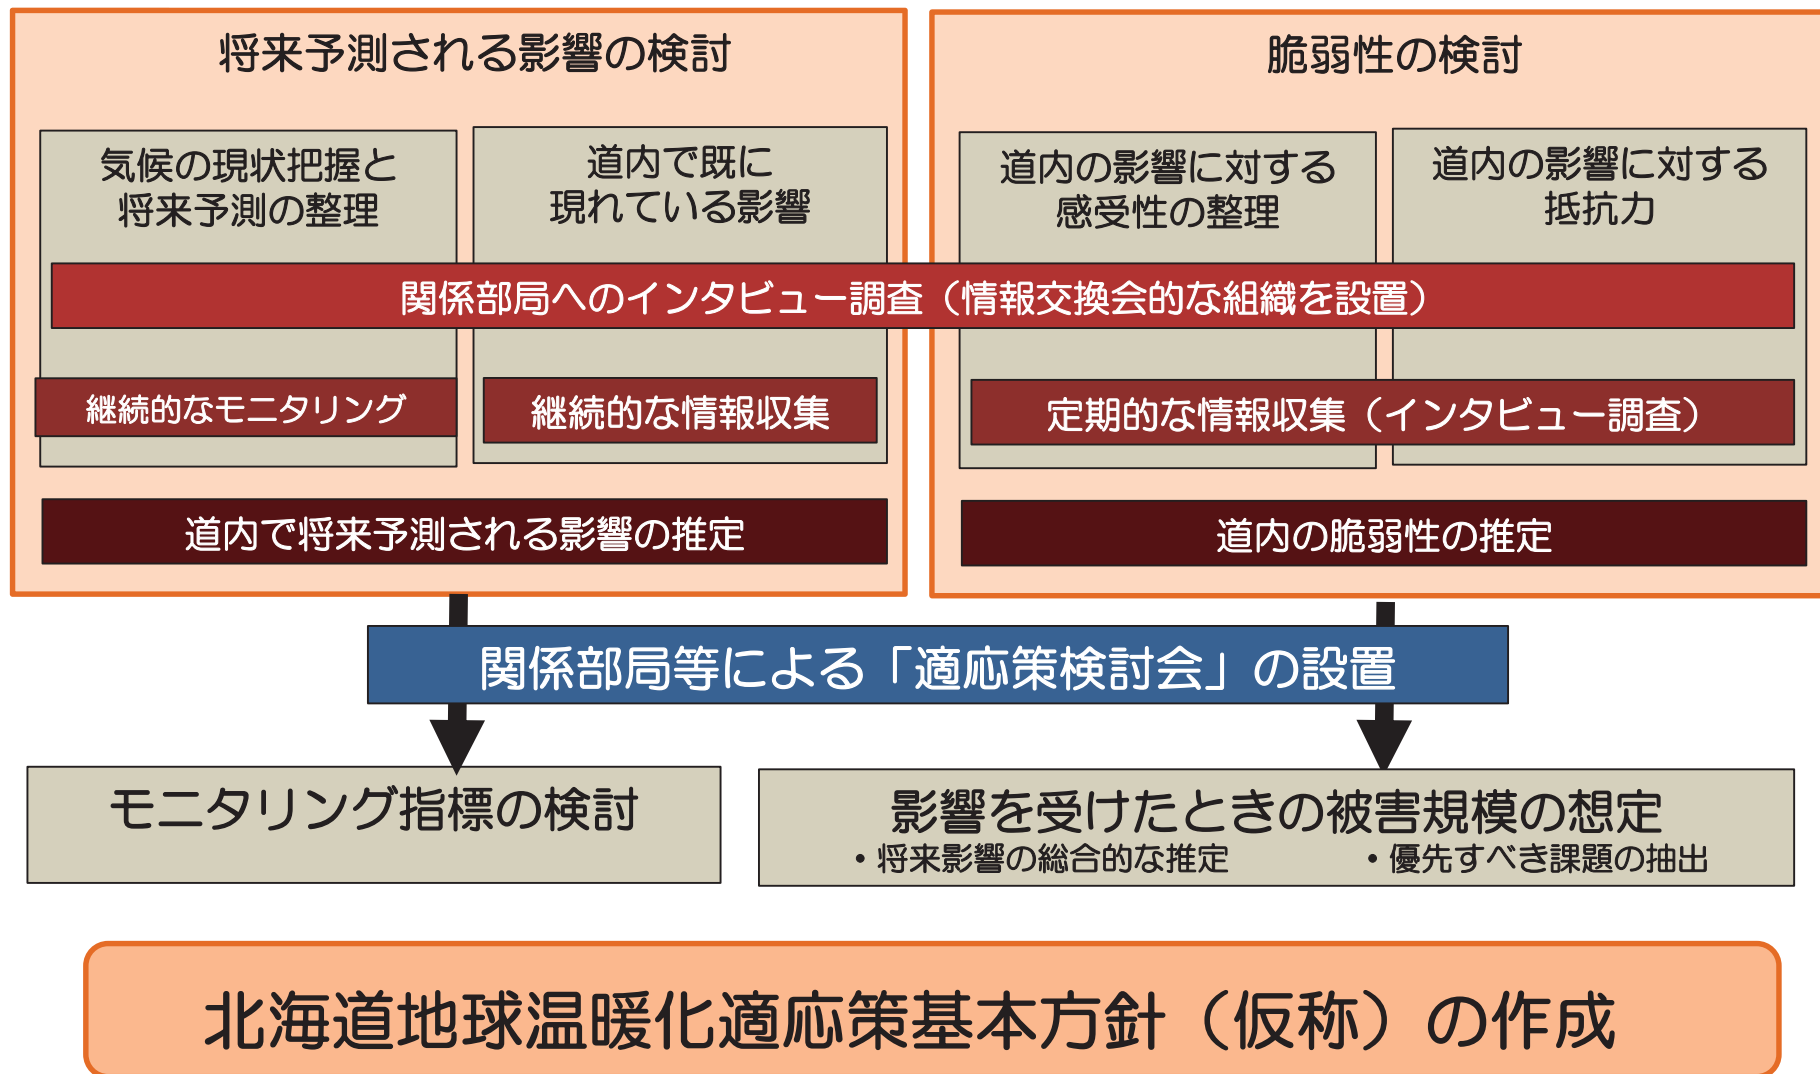 将来予測される影響の検討
気候の現状把握と
将来予測の整理
道内で既に
現れている影響
脆弱性の検討
道内の影響に対する
感受性の整理
道内の影響に対する
抵抗力
関係部局へのインタビュー調査（情報交換会的な組織を設置）
継続的なモニタリング
継続的な情報収集
定期的な情報収集（インタビュー調査）
道内で将来予測される影響の推定
道内の脆弱性の推定
関係部局等による「適応策検討会」の設置
モニタリング指標の検討
影響を受けたときの被害規模の想定
・将来影響の総合的な推定
・優先すべき課題の抽出
北海道地球温暖化適応策基本方針（仮称）の作成